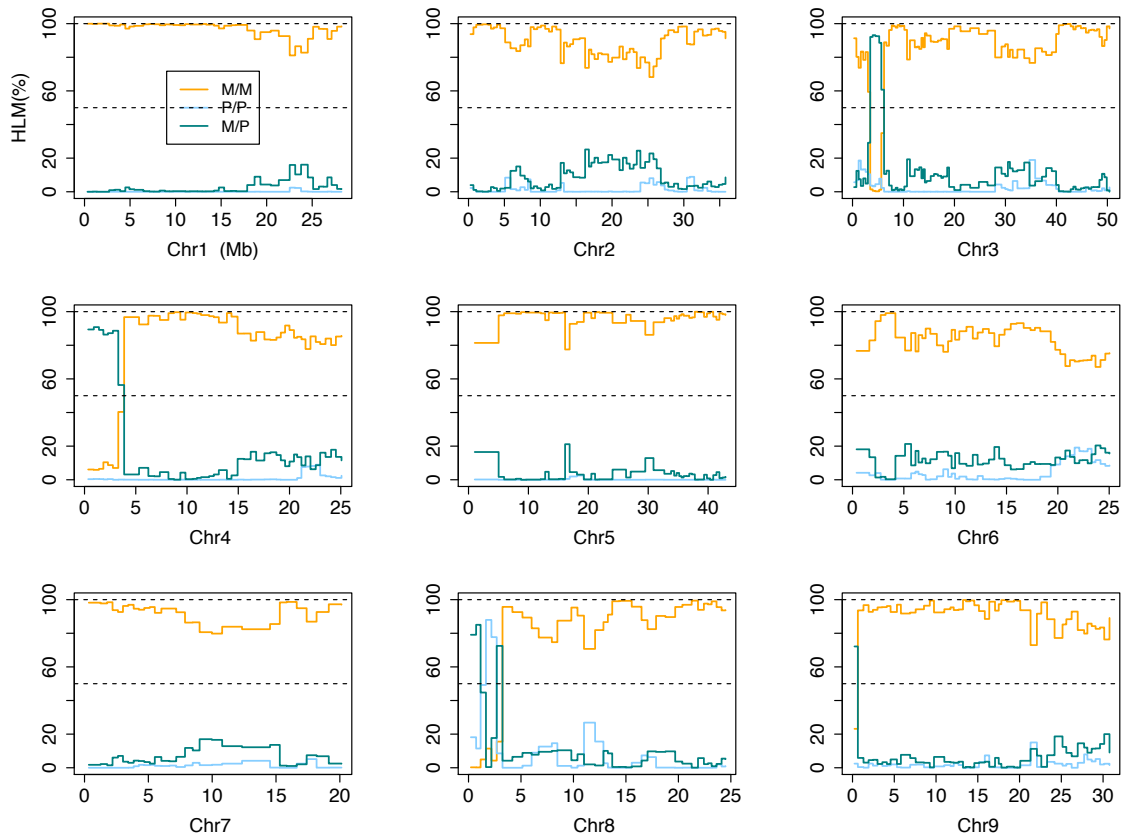 HLM(%)
0 20 60 100
M/M
P/P
M/P
0 5 10 15 20 25
Chr1 (Mb)
0 20 60 100
0 5 10 20 30
Chr2
0 20 60 100
0 10 20 30 40 50
Chr3
0 20 60 100
0 5 10 15 20 25
Chr4
0 20 60 100
0 10 20 30 40
Chr5
0 20 60 100
0 5 10 15 20 25
Chr6
0 20 60 100
0 5 10 15 20
Chr7
0 20 60 100
0 5 10 15 20 25
Chr8
0 20 60 100
0 5 10 15 20 25 30
Chr9